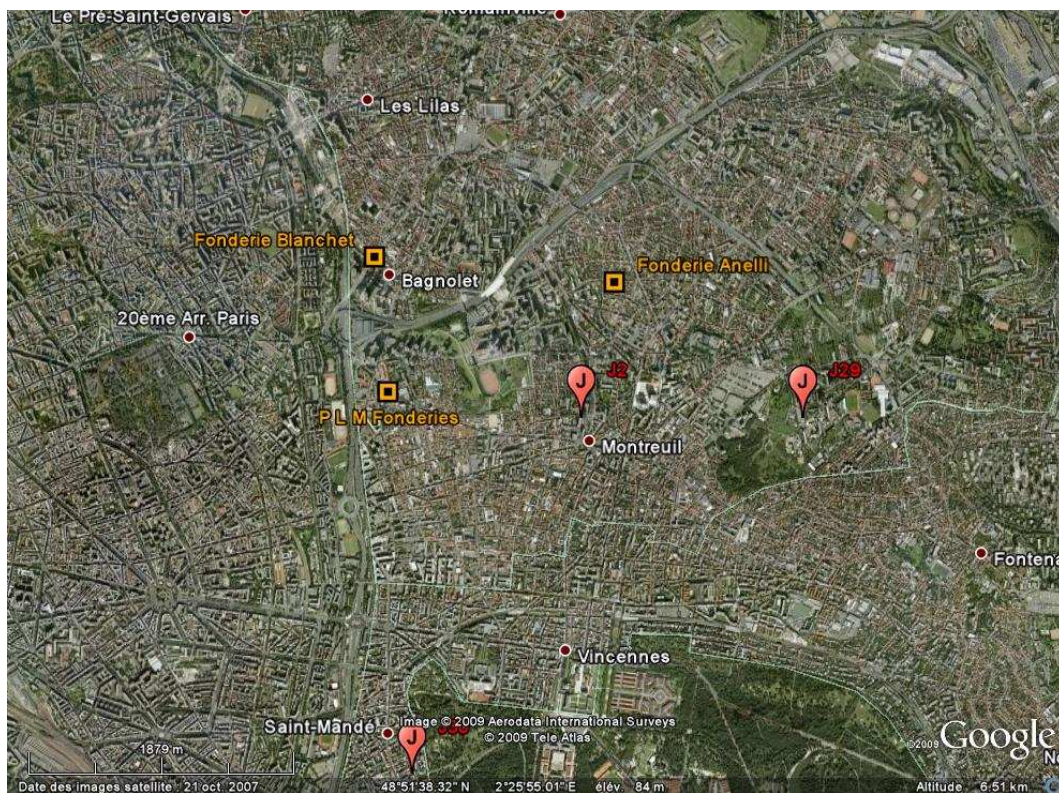 Le Pré-Saint-Gervais
Romainville
Les Lilas
Fonderie Blanchet
Bagnolet
Fonderie Anelli
20ème Arr. Paris
J2
J29
J
J
P L M Fonderies
Montreuil
Fontena
Vincennes
Saint-Mandé
J
Image © 2009 Aerodata International Surveys
© 2009 Tele Atlas
©2009 Google
1879 m
Date des images satellite : 21 oct. 2007
48°51'38.32" N
2°25'55.01" E
élév. 84 m
Altitude 6.51 km